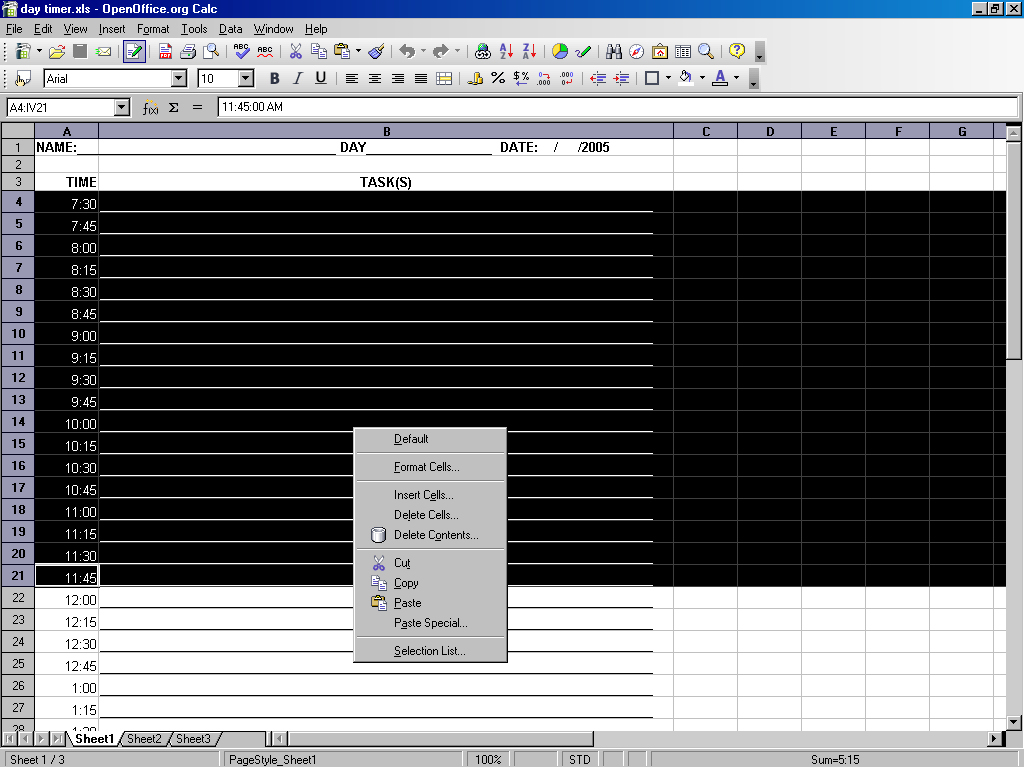 day timer.xls - OpenOffice.org Calc
File Edit View Insert Format Tools Data Window Help
ABC ABC
Arial 10 B I U
A4:IV21 f(x) Σ = 11:45:00 AM
A B C D E F G
1 NAME:____ DAY____ DATE: / /2005
2
3 TIME TASK(S)
4 7:30
5 7:45
6 8:00
7 8:15
8 8:30
9 8:45
10 9:00
11 9:15
12 9:30
13 9:45
14 10:00
15 10:15
16 10:30
17 10:45
18 11:00
19 11:15
20 11:30
21 11:45
22 12:00
23 12:15
24 12:30
25 12:45
26 1:00
27 1:15
28 1:30
Default
Format Cells...
Insert Cells...
Delete Cells...
Delete Contents...
Cut
Copy
Paste
Paste Special...
Selection List...
Sheet1 Sheet2 Sheet3
Sheet 1 / 3 PageStyle_Sheet1 100% STD Sum=5:15